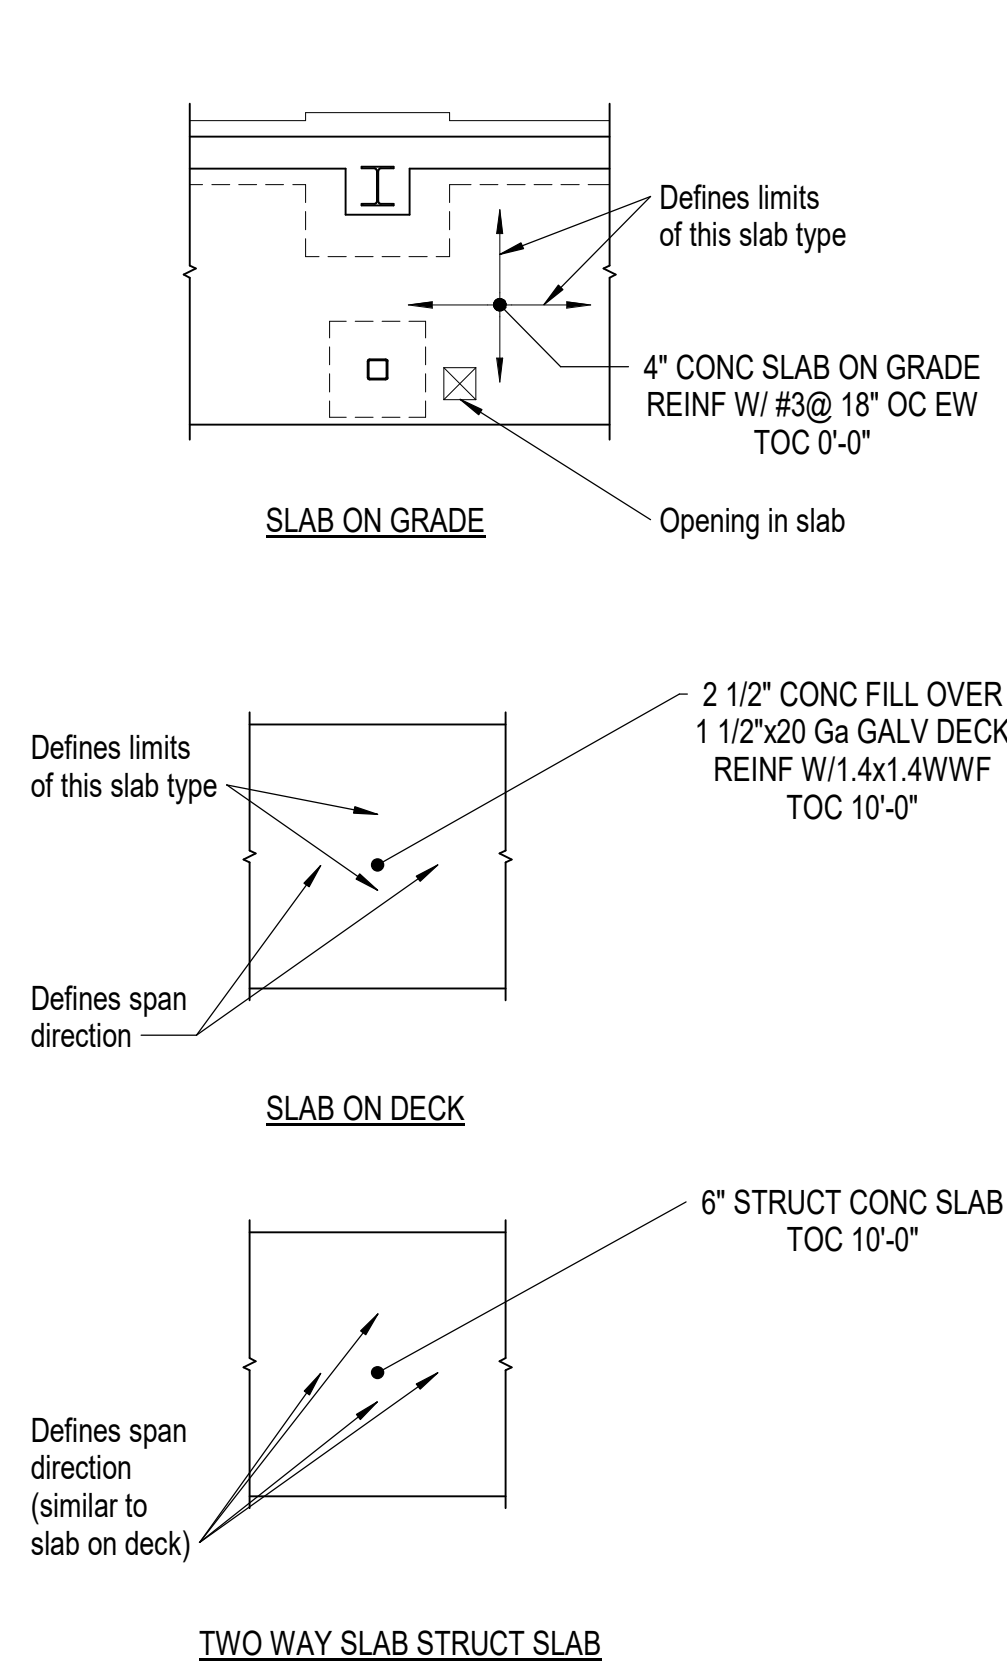 Defines limits
of this slab type
4" CONC SLAB ON GRADE
REINF W/ #3@ 18" OC EW
TOC 0'-0"
Opening in slab
SLAB ON GRADE
2 1/2" CONC FILL OVER
1 1/2"x20 Ga GALV DECK
REINF W/1.4x1.4WWF
TOC 10'-0"
Defines limits
of this slab type
Defines span
direction
SLAB ON DECK
6" STRUCT CONC SLAB
TOC 10'-0"
Defines span
direction
(similar to
slab on deck)
TWO WAY SLAB STRUCT SLAB